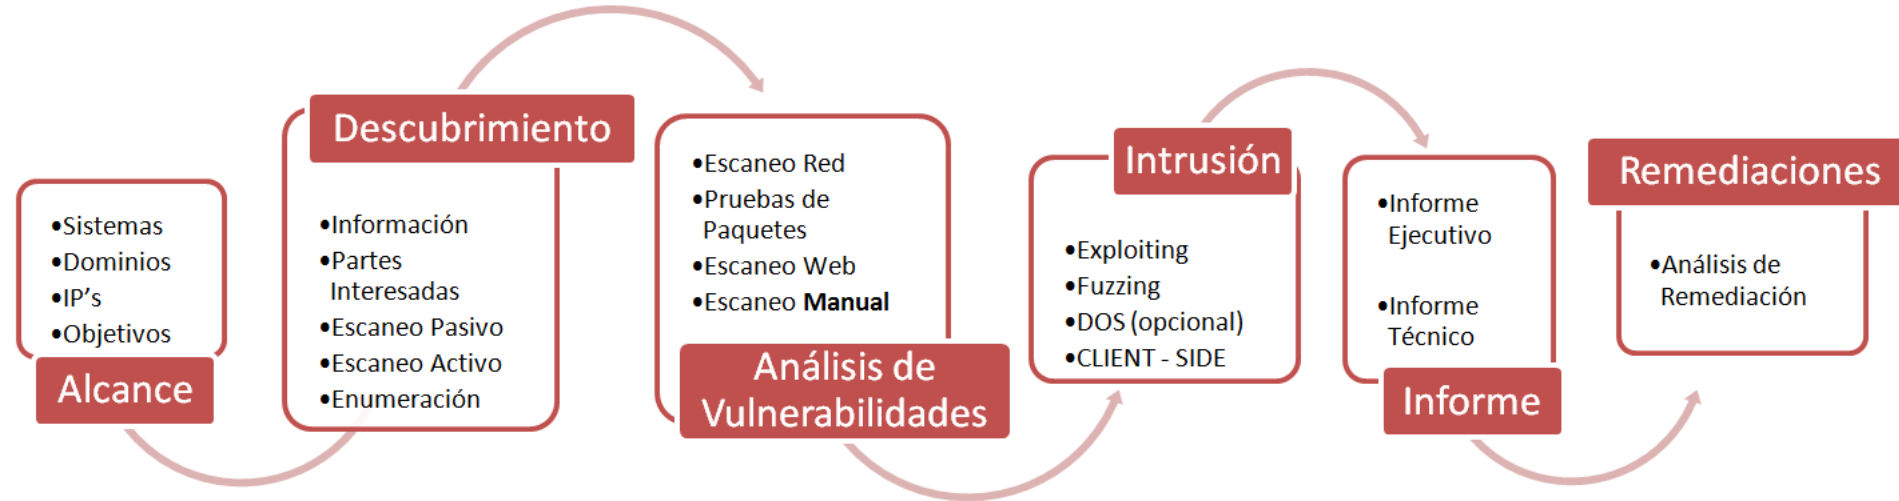 •Sistemas
•Dominios
•IP's
•Objetivos
Alcance
Descubrimiento
•Información
•Partes
Interesadas
•Escaneo Pasivo
•Escaneo Activo
•Enumeración
•Escaneo Red
•Pruebas de
Paquetes
•Escaneo Web
•Escaneo Manual
Análisis de
Vulnerabilidades
Intrusión
•Exploiting
•Fuzzing
•DOS (opcional)
•CLIENT - SIDE
•Informe
Ejecutivo
•Informe
Técnico
Informe
Remediaciones
•Análisis de
Remediación